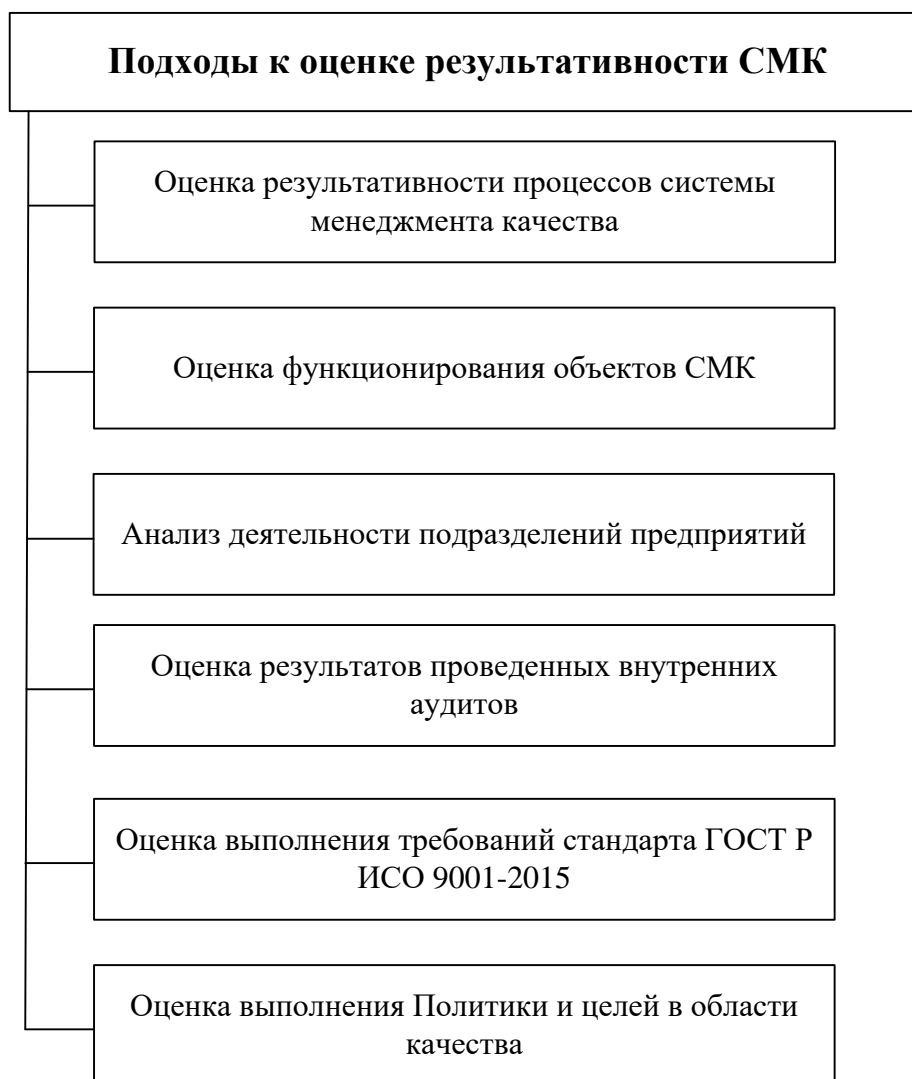 Подходы к оценке результативности СМК
Оценка результативности процессов системы
менеджмента качества
Оценка функционирования объектов СМК
Анализ деятельности подразделений предприятий
Оценка результатов проведенных внутренних
аудитов
Оценка выполнения требований стандарта ГОСТ Р
ИСО 9001-2015
Оценка выполнения Политики и целей в области
качества